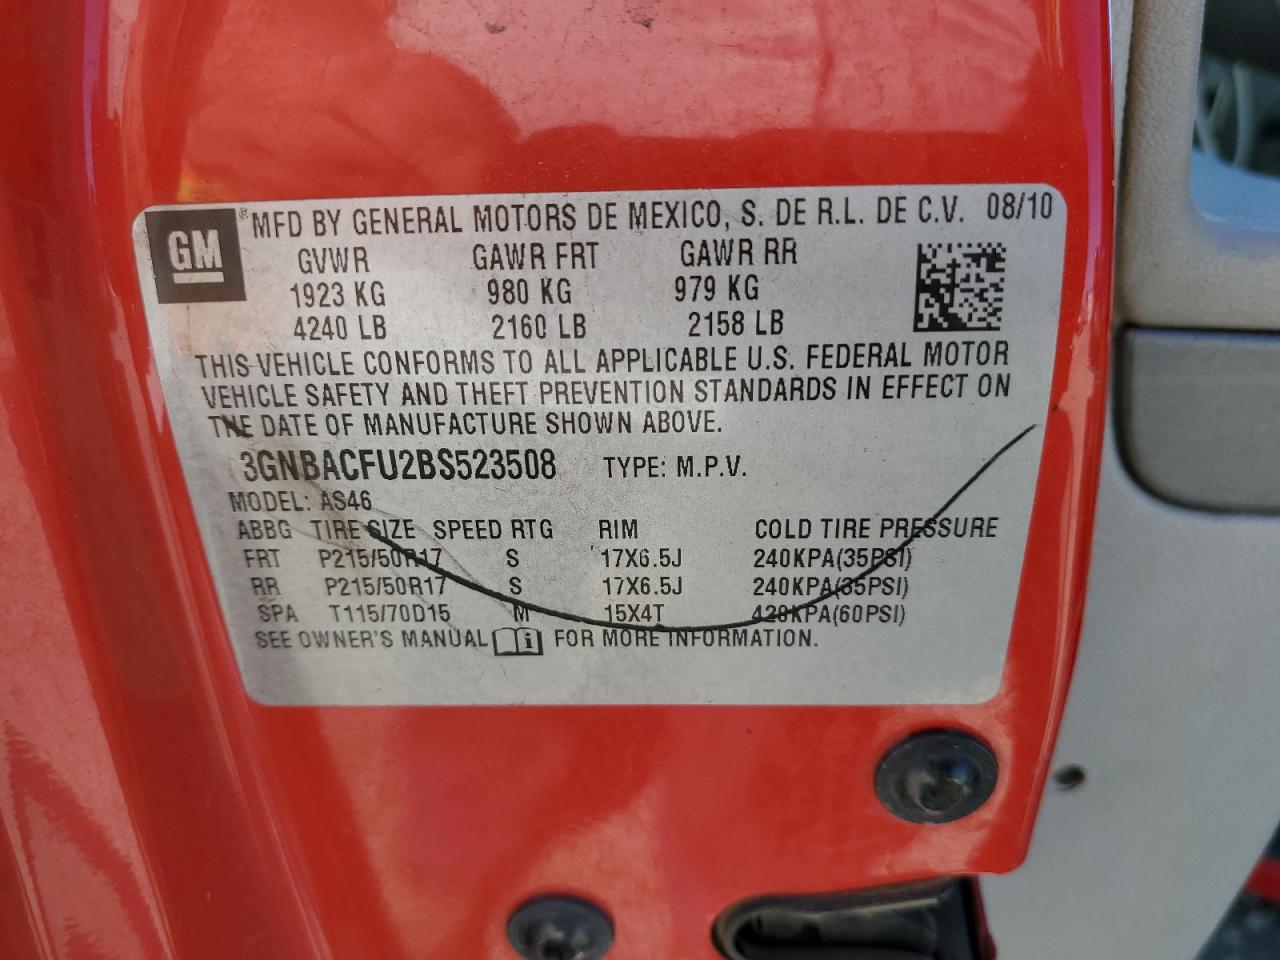 GM ® MFD BY GENERAL MOTORS DE MEXICO, S. DE R.L. DE C.V. 08/10
GVWR GAWR FRT GAWR RR
1923 KG 980 KG 979 KG
4240 LB 2160 LB 2158 LB
THIS VEHICLE CONFORMS TO ALL APPLICABLE U.S. FEDERAL MOTOR
VEHICLE SAFETY AND THEFT PREVENTION STANDARDS IN EFFECT ON
THE DATE OF MANUFACTURE SHOWN ABOVE.
3GNBACFU2BS523508 TYPE: M.P.V.
MODEL: AS46
ABBG TIRE SIZE SPEED RTG RIM COLD TIRE PRESSURE
FRT P215/50R17 S 17X6.5J 240KPA(35PSI)
RR P215/50R17 S 17X6.5J 240KPA(35PSI)
SPA T115/70D15 M 15X4T 420KPA(60PSI)
SEE OWNER'S MANUAL i FOR MORE INFORMATION.